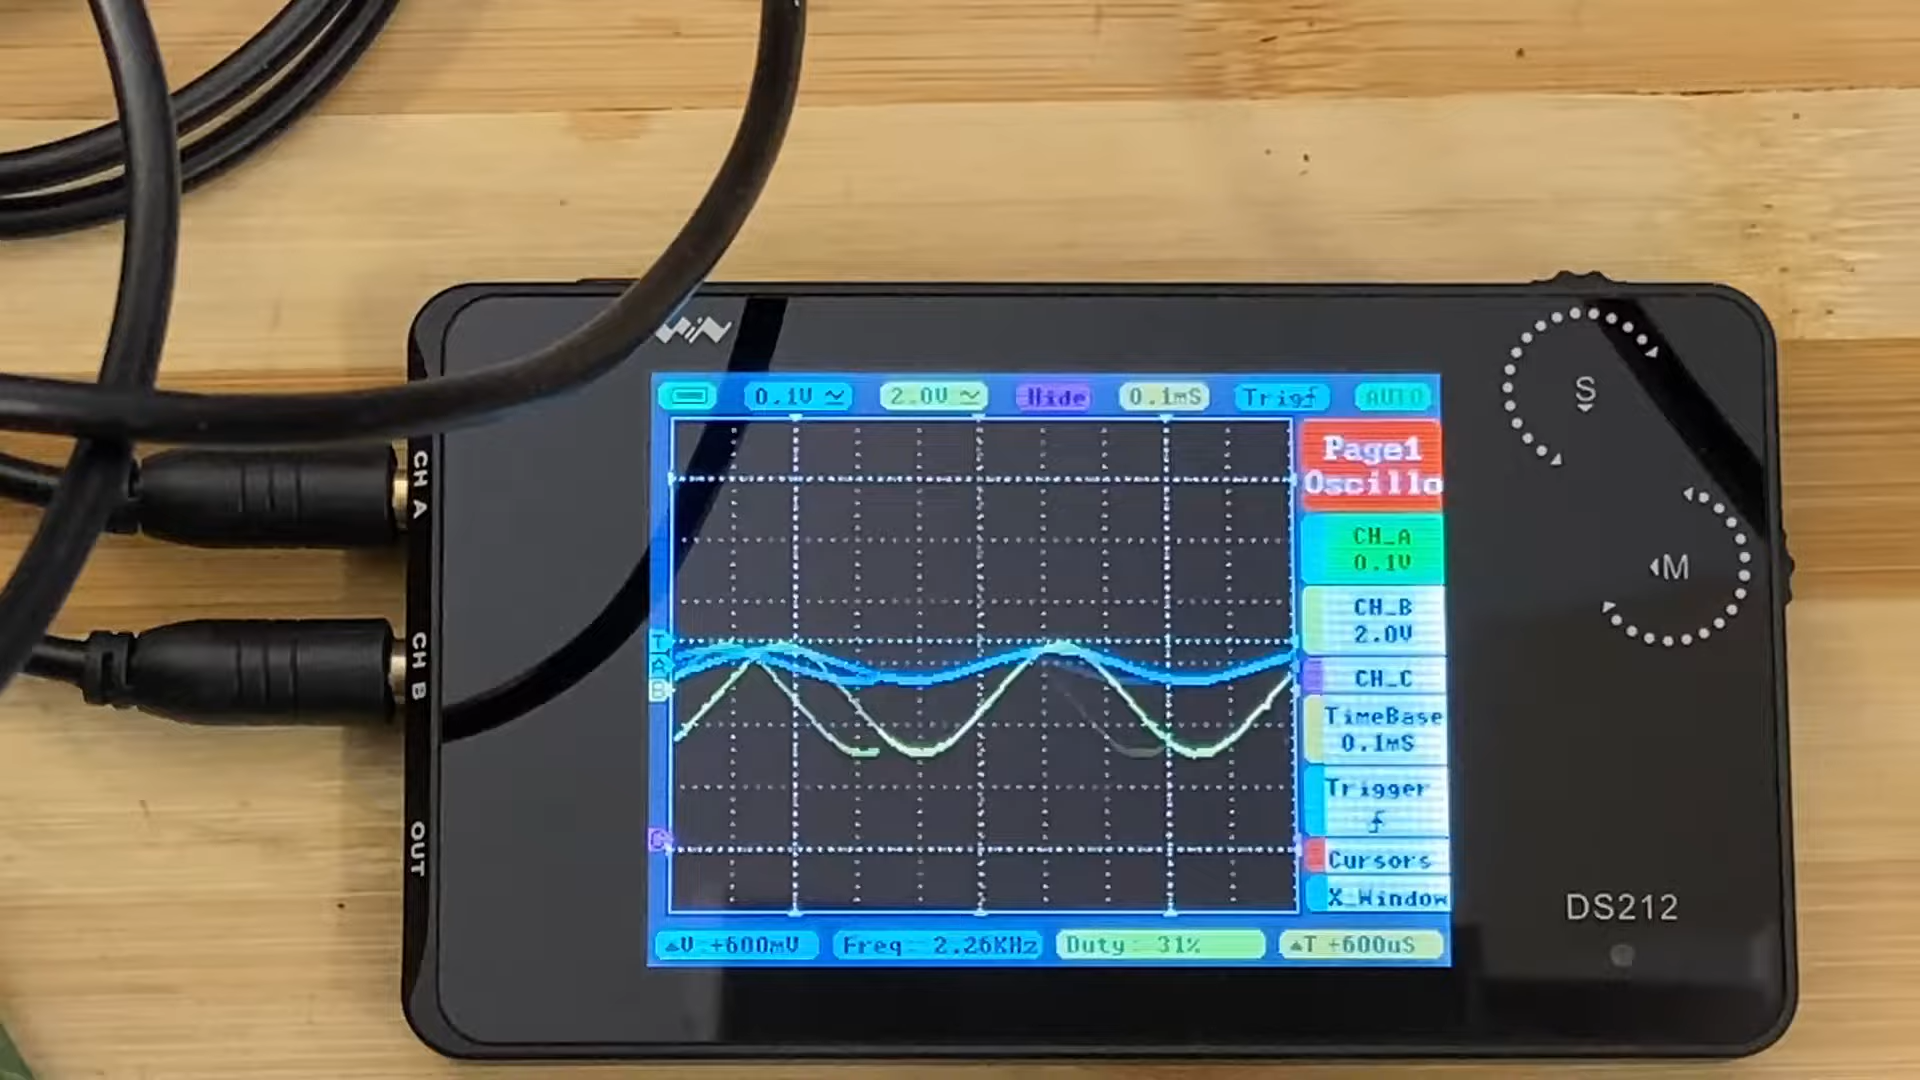 0.1V 2.0V Hide 0.1mS Trig AUTO
Page1
Oscillo
CH_A
0.1V
CH_B
2.0V
CH_C
TimeBase
0.1mS
Trigger
Cursors
X_Window
T
A
B
C
▲V +600mV Freq 2.26KHz Duty 31% ▲T +600uS
CH A
CH B
OUT
S
M
DS212